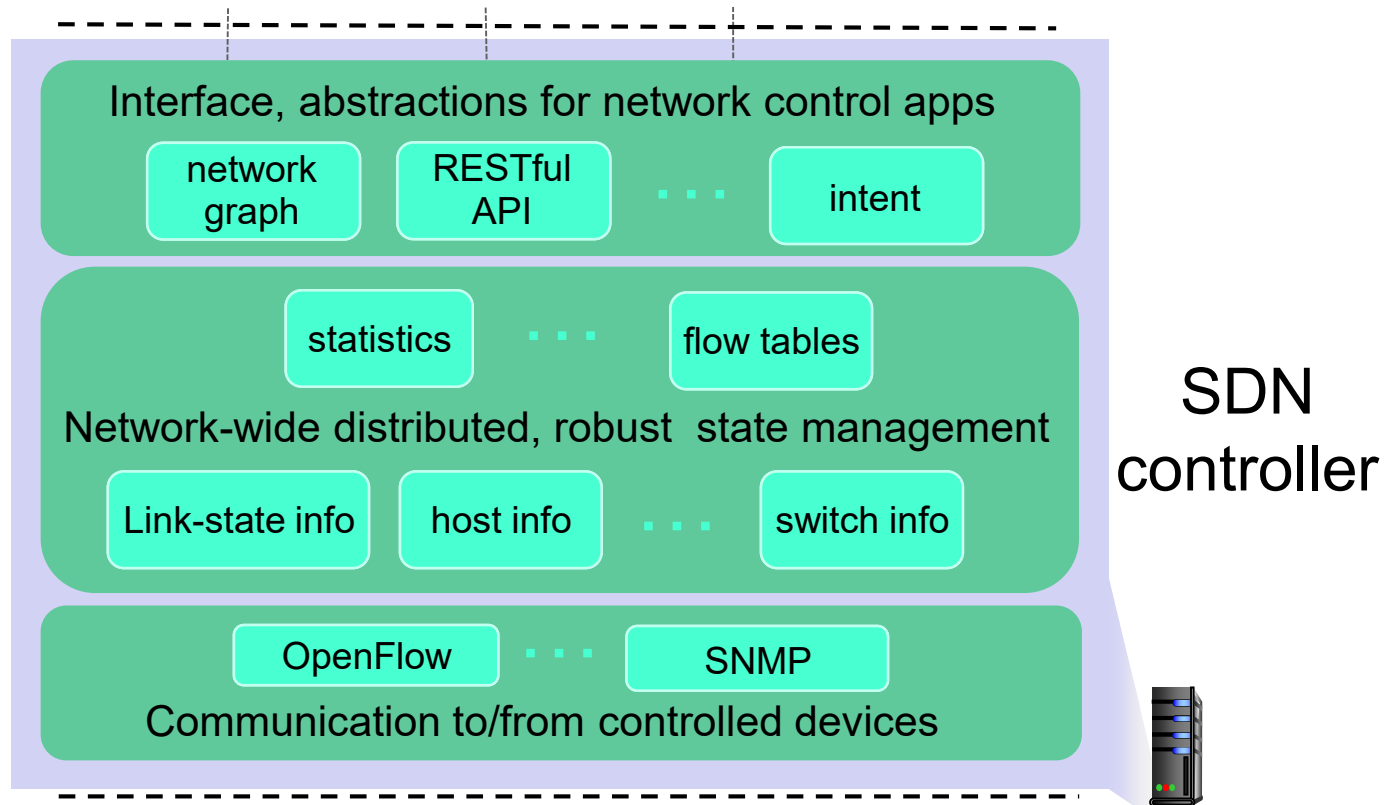 Interface, abstractions for network control apps
network
graph
RESTful
API
. . .
intent
statistics
. . .
flow tables
Network-wide distributed, robust  state management
Link-state info
host info
. . .
switch info
OpenFlow
. . .
SNMP
Communication to/from controlled devices
SDN
controller